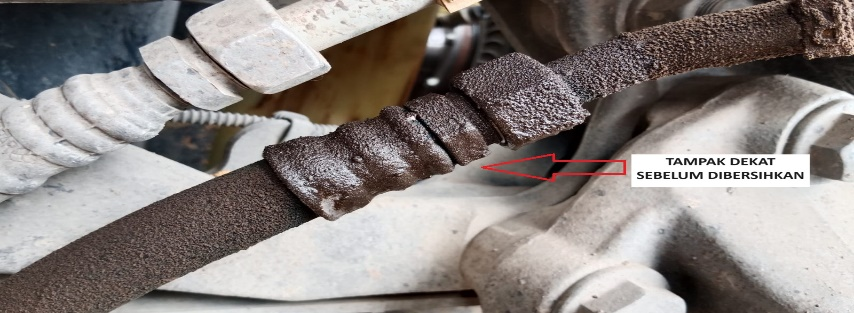 TAMPAK DEKAT
SEBELUM DIBERSIHKAN